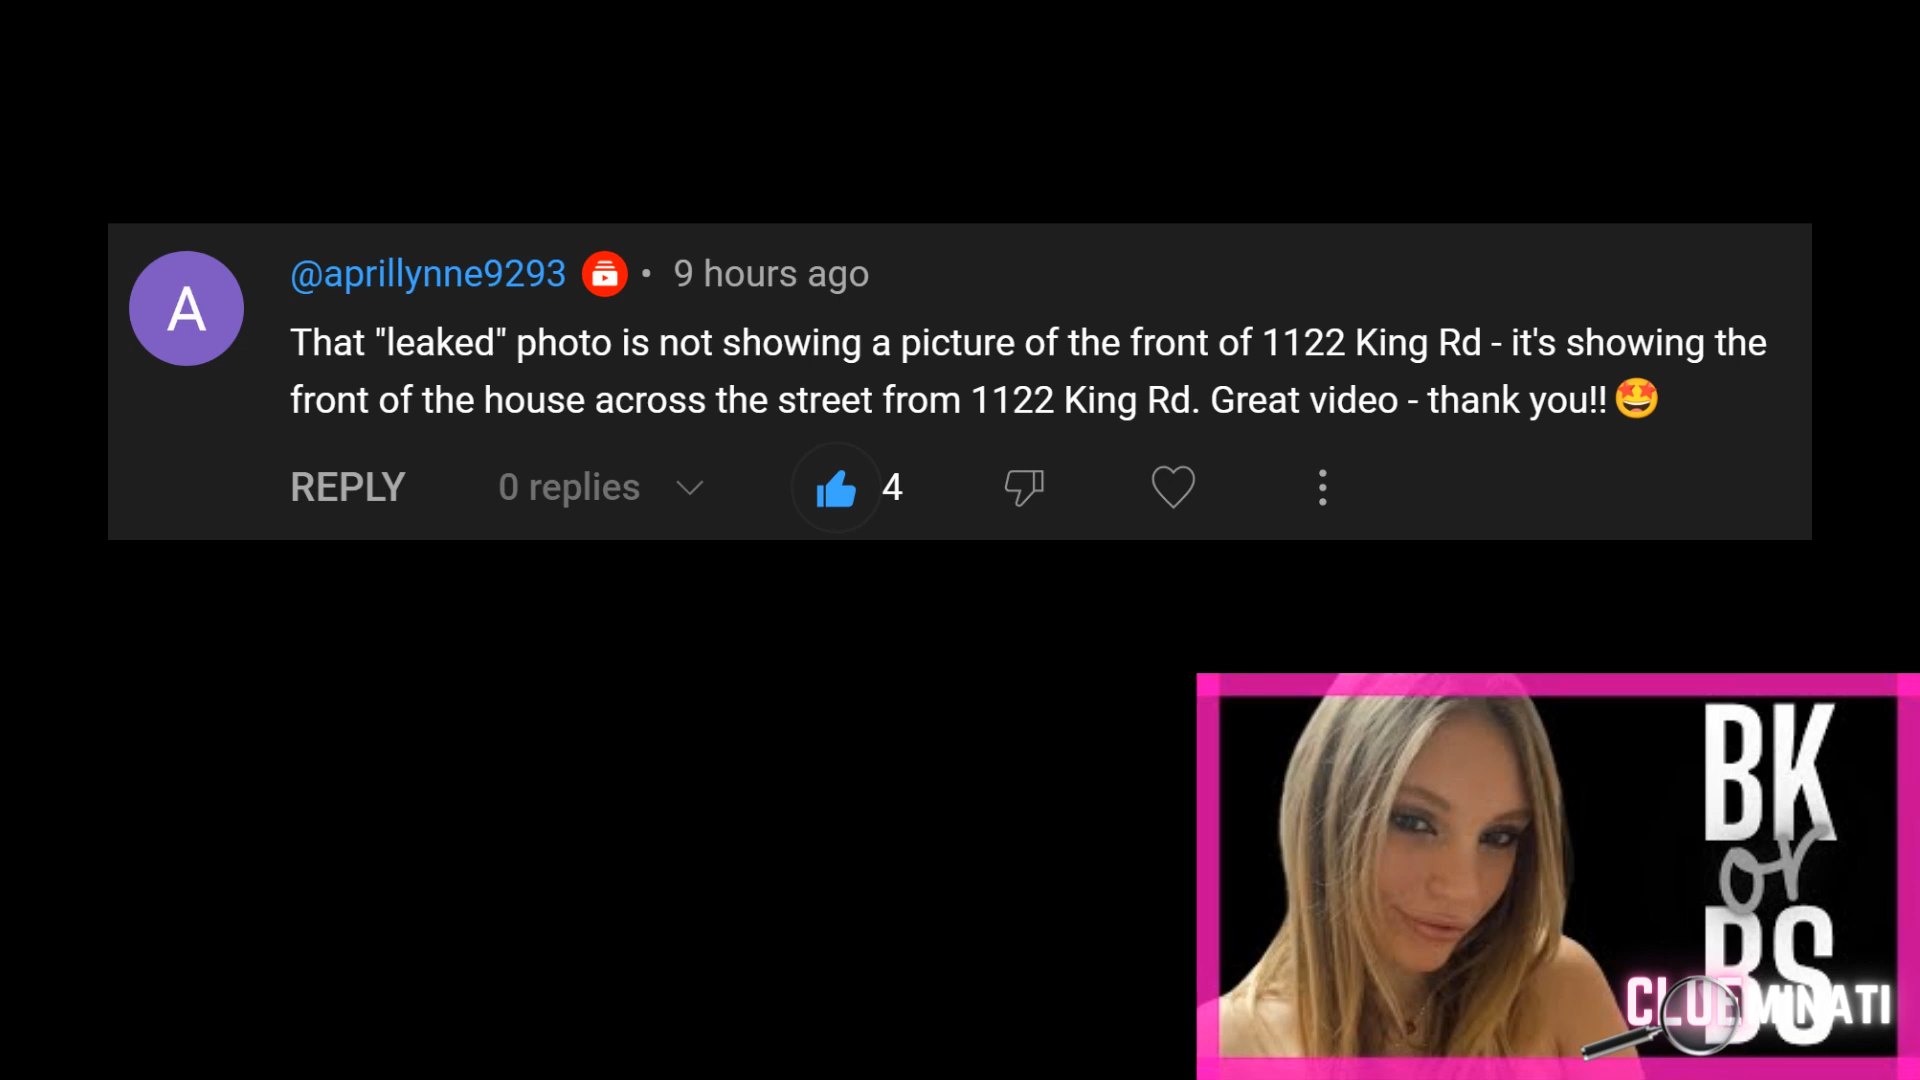 A
@aprillynne9293 • 9 hours ago
That "leaked" photo is not showing a picture of the front of 1122 King Rd - it's showing the
front of the house across the street from 1122 King Rd. Great video - thank you!!🤩
REPLY 0 replies 4
BK
or
BS
CLUEMINATI